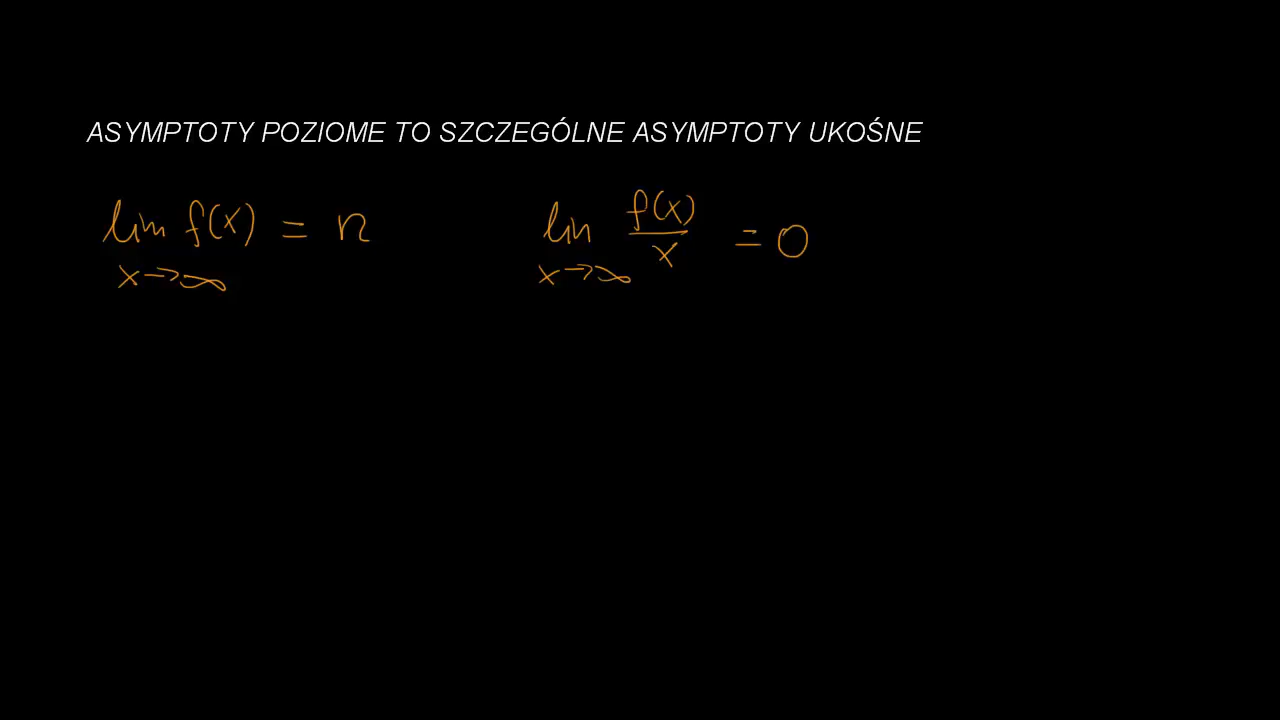 ASYMPTOTY POZIOME TO SZCZEGÓLNE ASYMPTOTY UKOŚNE
lim f(x) = n
x→∞
lim f(x)/x = 0
x→∞